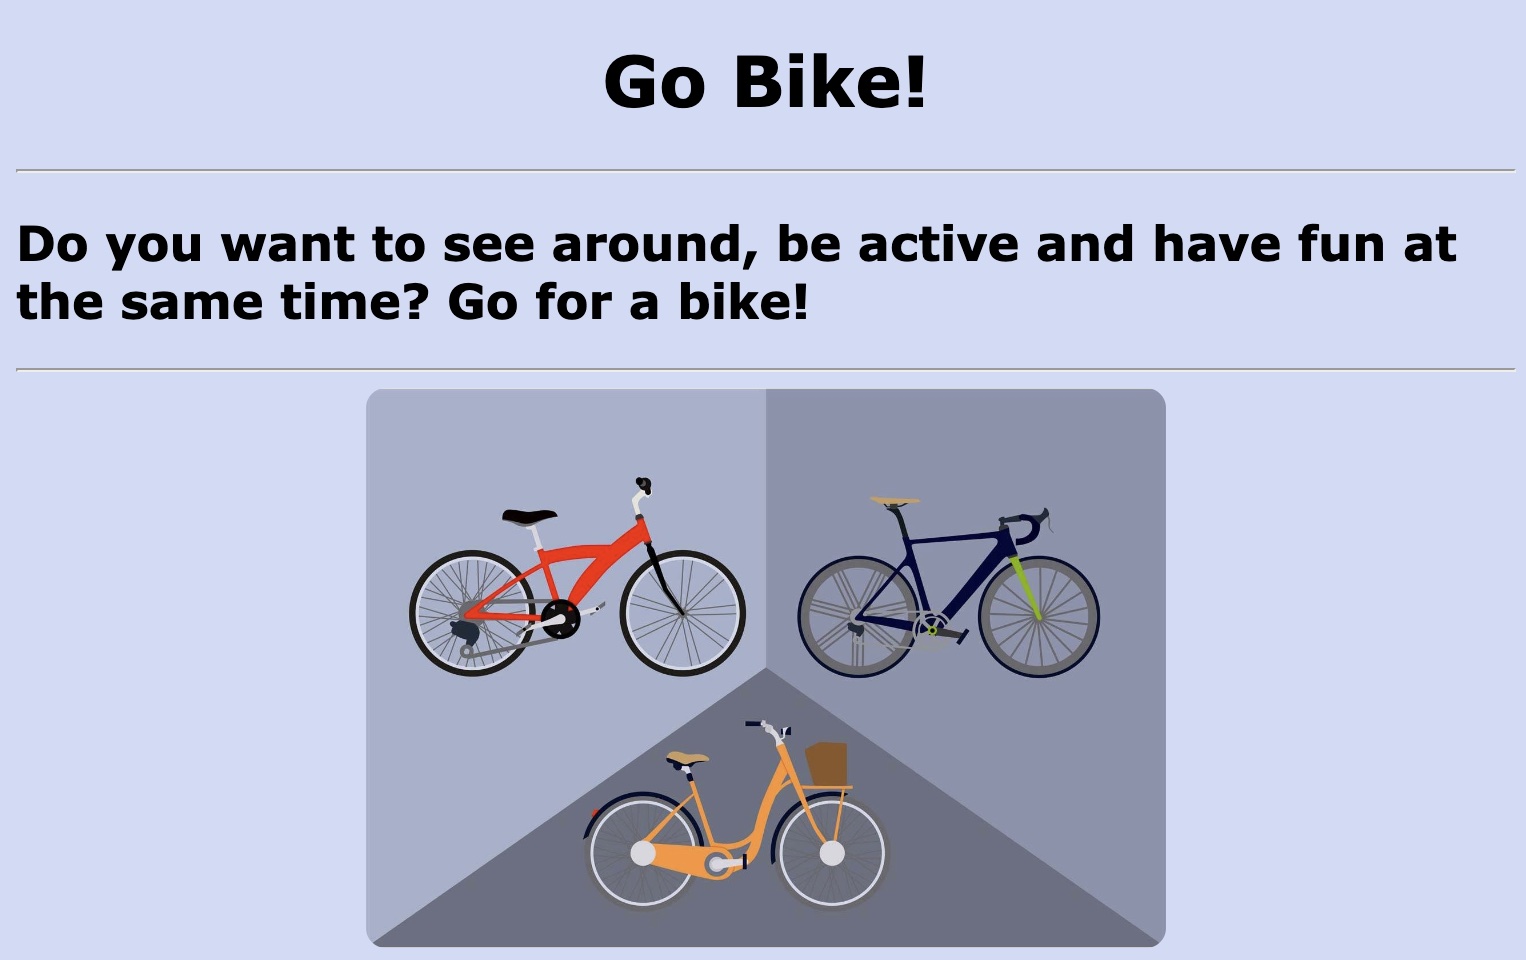 Go Bike!
Do you want to see around, be active and have fun at
the same time? Go for a bike!